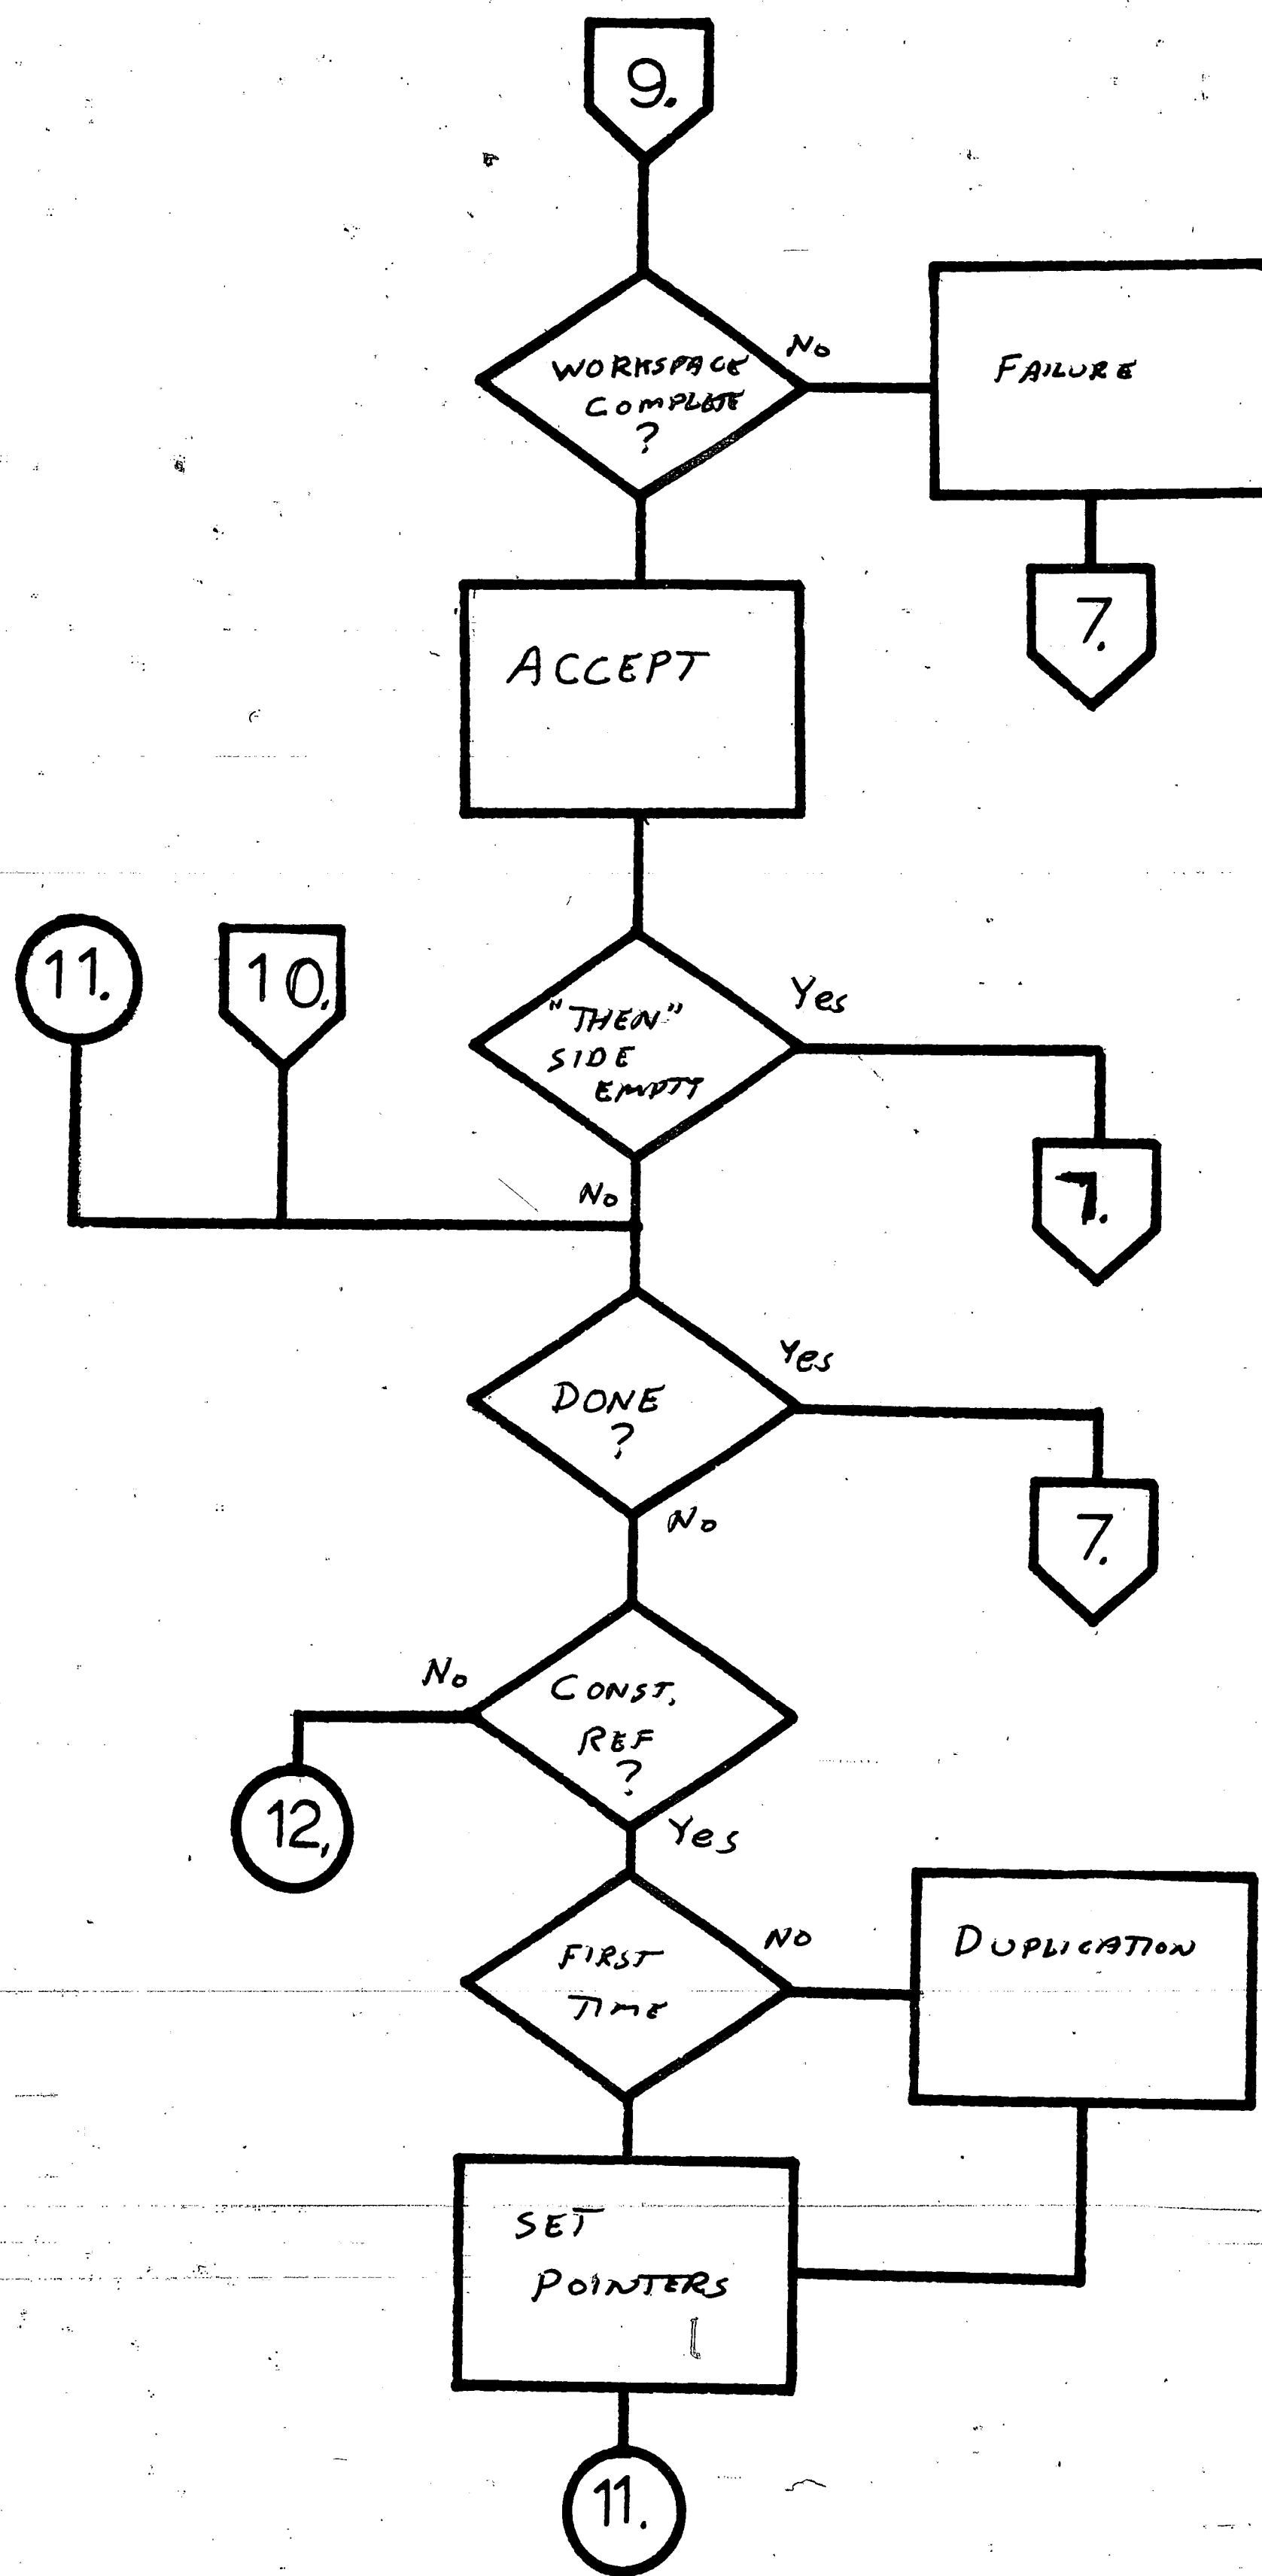 9.
No
WORKSPACE
COMPLETE
?
FAILURE
7.
ACCEPT
11.
10.
Yes
"THEN"
SIDE
EMPTY
No
7.
Yes
DONE
?
No
7.
No
CONST.
REF
?
12.
Yes
FIRST
TIME
NO
DUPLICATION
SET
POINTERS
11.